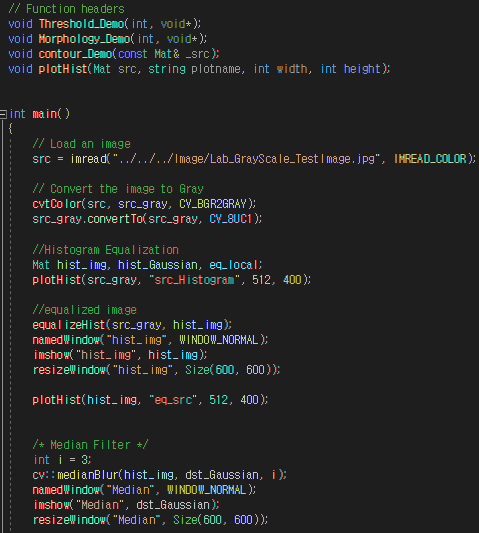 // Function headers
void Threshold_Demo(int, void*);
void Morphology_Demo(int, void*);
void contour_Demo(const Mat& _src);
void plotHist(Mat src, string plotname, int width, int height);
int main()
{
// Load an image
src = imread("../../../Image/Lab_GrayScale_TestImage.jpg", IMREAD_COLOR);
// Convert the image to Gray
cvtColor(src, src_gray, CV_BGR2GRAY);
src_gray.convertTo(src_gray, CV_8UC1);
//Histogram Equalization
Mat hist_img, hist_Gaussian, eq_local;
plotHist(src_gray, "src_Histogram", 512, 400);
//equalized image
equalizeHist(src_gray, hist_img);
namedWindow("hist_img", WINDOW_NORMAL);
imshow("hist_img", hist_img);
resizeWindow("hist_img", Size(600, 600));
plotHist(hist_img, "eq_src", 512, 400);
/* Median Filter */
int i = 3;
cv::medianBlur(hist_img, dst_Gaussian, i);
namedWindow("Median", WINDOW_NORMAL);
imshow("Median", dst_Gaussian);
resizeWindow("Median", Size(600, 600));